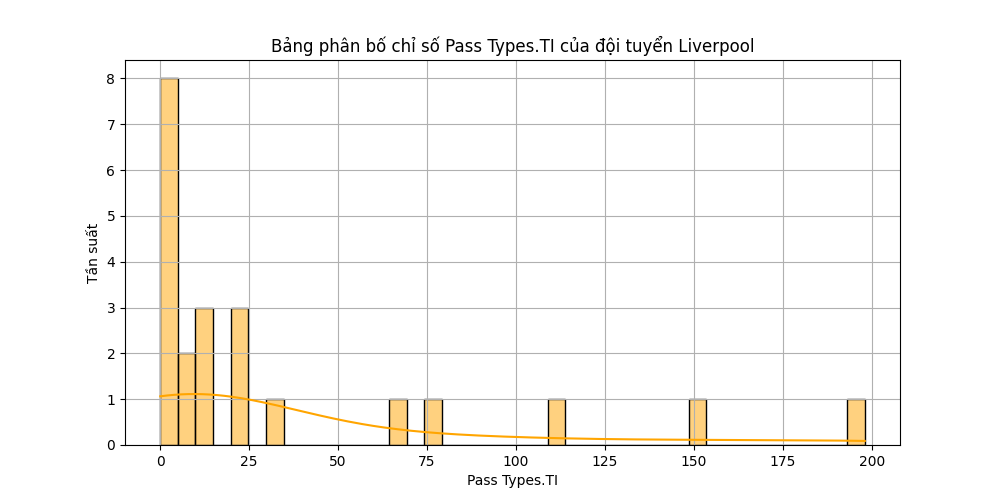 Bảng phân bố chỉ số Pass Types.TI của đội tuyển Liverpool
8
7
6
5
4
3
2
1
0
Tần suất
0 25 50 75 100 125 150 175 200
Pass Types.TI